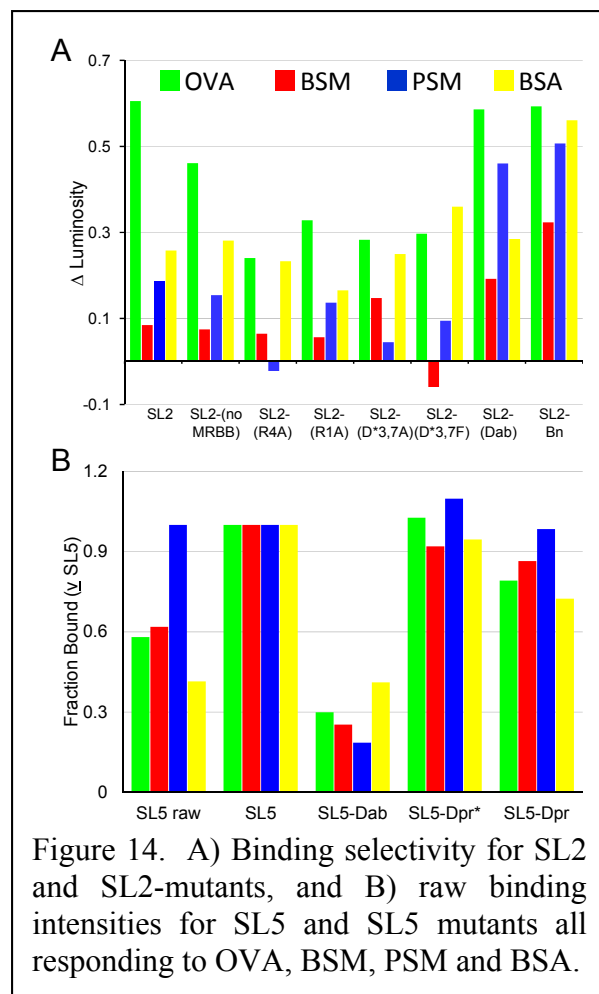 A
0.7
OVA BSM PSM BSA
0.5
0.3
0.1
-0.1
Δ Luminosity
SL2 SL2-(no MRBB) SL2-(R4A) SL2-(R1A) SL2-(D*3,7A) SL2-(D*3,7F) SL2-(Dab) SL2-Bn
B
1.2
0.9
0.6
0.3
0
Fraction Bound (v SL5)
SL5 raw SL5 SL5-Dab SL5-Dpr* SL5-Dpr
Figure 14. A) Binding selectivity for SL2
and SL2-mutants, and B) raw binding
intensities for SL5 and SL5 mutants all
responding to OVA, BSM, PSM and BSA.